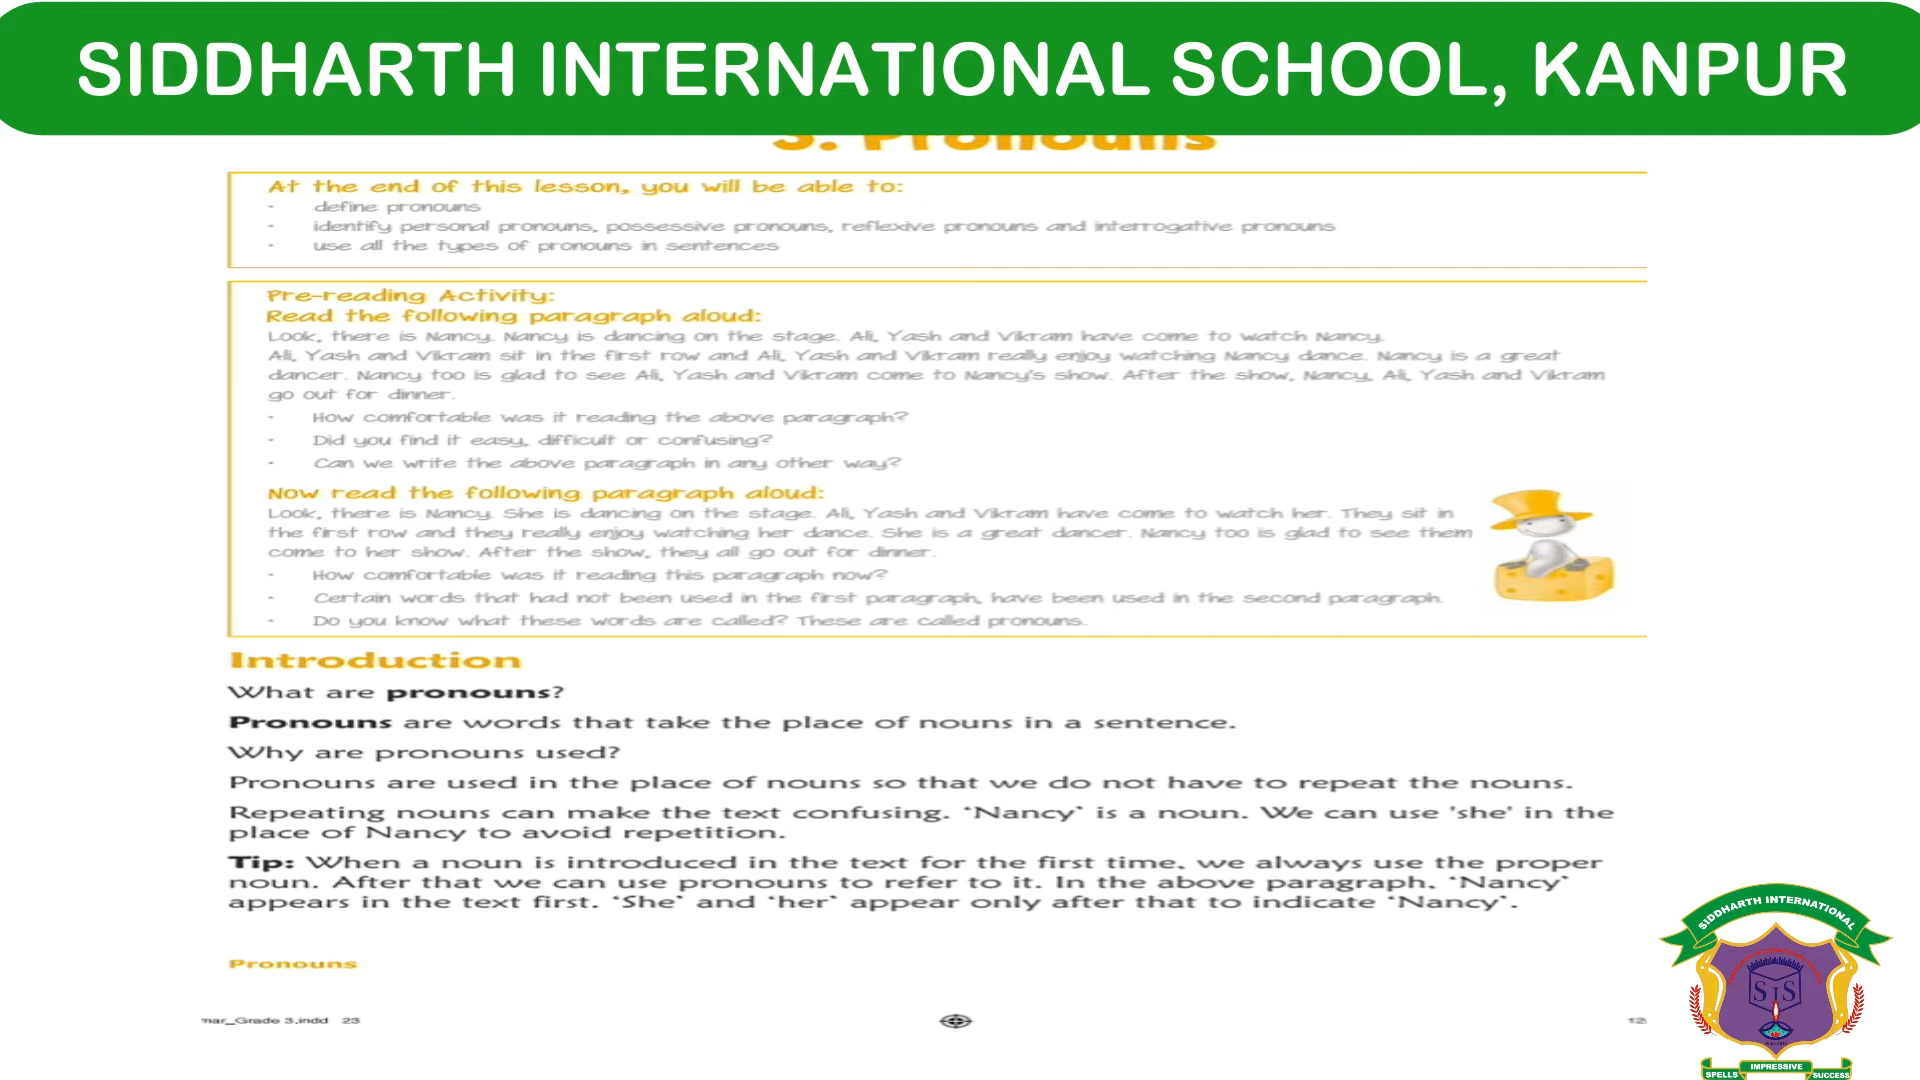 SIDDHARTH INTERNATIONAL SCHOOL, KANPUR
3. Pronouns
At the end of this lesson, you will be able to:
- define pronouns
- identify personal pronouns, possessive pronouns, reflexive pronouns and interrogative pronouns
- use all the types of pronouns in sentences
Pre-reading Activity:
Read the following paragraph aloud:
Look, there is Nancy. Nancy is dancing on the stage. Ali, Yash and Vikram have come to watch Nancy.
Ali, Yash and Vikram sit in the first row and Ali, Yash and Vikram really enjoy watching Nancy dance. Nancy is a great
dancer. Nancy too is glad to see Ali, Yash and Vikram come to Nancy's show. After the show, Nancy, Ali, Yash and Vikram
go out for dinner.
- How comfortable was it reading the above paragraph?
- Did you find it easy, difficult or confusing?
- Can we write the above paragraph in any other way?
Now read the following paragraph aloud:
Look, there is Nancy. She is dancing on the stage. Ali, Yash and Vikram have come to watch her. They sit in
the first row and they really enjoy watching her dance. She is a great dancer. Nancy too is glad to see them
come to her show. After the show, they all go out for dinner.
- How comfortable was it reading this paragraph now?
- Certain words that had not been used in the first paragraph, have been used in the second paragraph.
- Do you know what these words are called? These are called pronouns.
Introduction
What are pronouns?
Pronouns are words that take the place of nouns in a sentence.
Why are pronouns used?
Pronouns are used in the place of nouns so that we do not have to repeat the nouns.
Repeating nouns can make the text confusing. ‘Nancy’ is a noun. We can use 'she' in the
place of Nancy to avoid repetition.
Tip: When a noun is introduced in the text for the first time, we always use the proper
noun. After that we can use pronouns to refer to it. In the above paragraph, ‘Nancy’
appears in the text first. ‘She’ and ‘her’ appear only after that to indicate ‘Nancy’.
Pronouns
mar_Grade 3.indd 23
12
SIDDHARTH INTERNATIONAL
SIS
SPELLS IMPRESSIVE SUCCESS